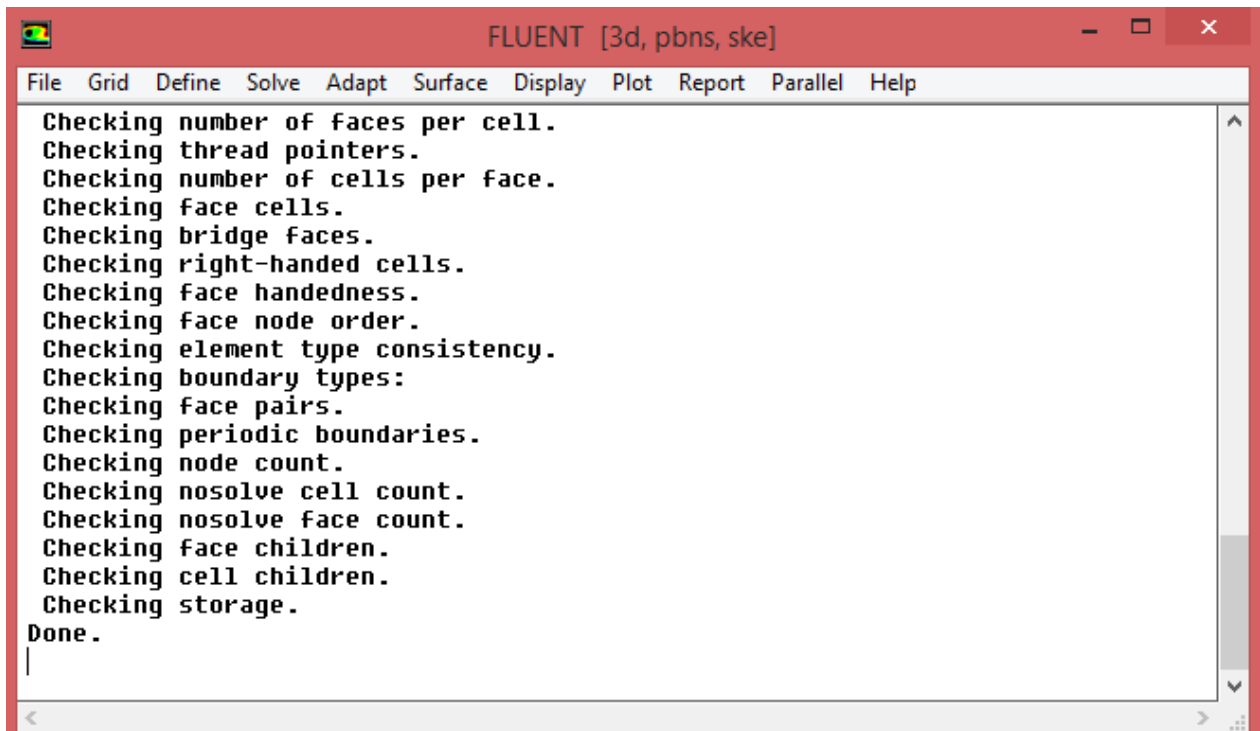 FLUENT [3d, pbns, ske]
File Grid Define Solve Adapt Surface Display Plot Report Parallel Help
Checking number of faces per cell.
Checking thread pointers.
Checking number of cells per face.
Checking face cells.
Checking bridge faces.
Checking right-handed cells.
Checking face handedness.
Checking face node order.
Checking element type consistency.
Checking boundary types:
Checking face pairs.
Checking periodic boundaries.
Checking node count.
Checking nosolve cell count.
Checking nosolve face count.
Checking face children.
Checking cell children.
Checking storage.
Done.